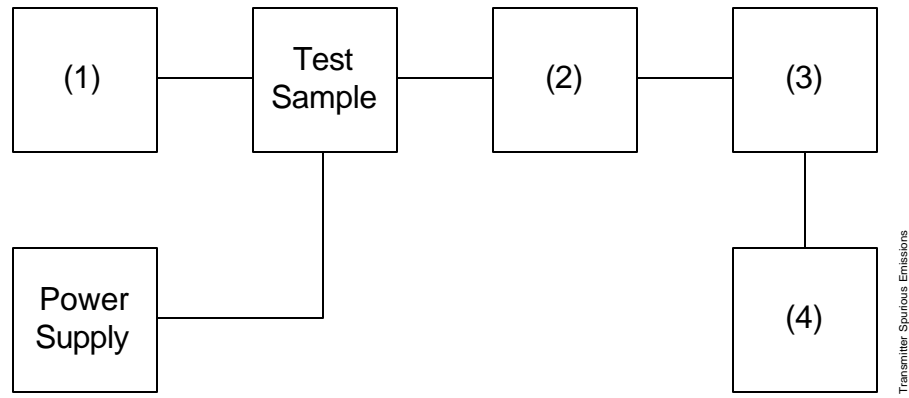 (1)
Test
Sample
(2)
(3)
Power
Supply
(4)
Transmitter Spurious Emissions